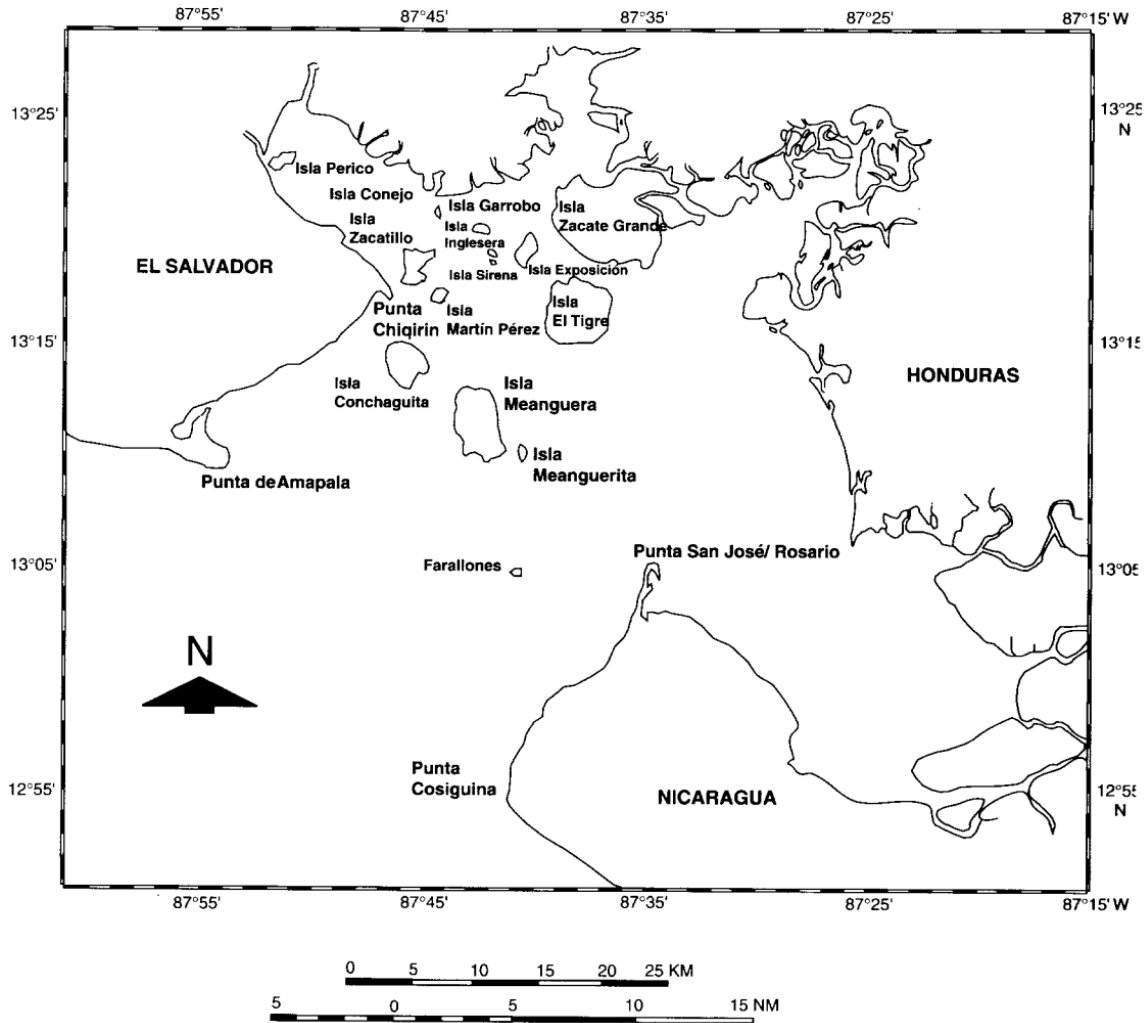 87°55'
87°45'
87°35'
87°25'
87°15' W
13°25'
13°25'
N
Isla Perico
Isla Conejo
Isla Garrobo
Isla
Zacate Grande
Isla
Zacatillo
Isla
Inglesera
EL SALVADOR
Isla Sirena
Isla Exposición
Punta
Chiqirin
Isla
Martín Pérez
Isla
El Tigre
13°15'
13°15
HONDURAS
Isla
Conchaguita
Isla
Meanguera
Isla
Meanguerita
Punta de Amapala
Punta San José/ Rosario
Farallones
13°05'
13°05
N
Punta
Cosiguina
NICARAGUA
12°55'
12°55
N
87°55'
87°45'
87°35'
87°25'
87°15' W
0 5 10 15 20 25 KM
5 0 5 10 15 NM